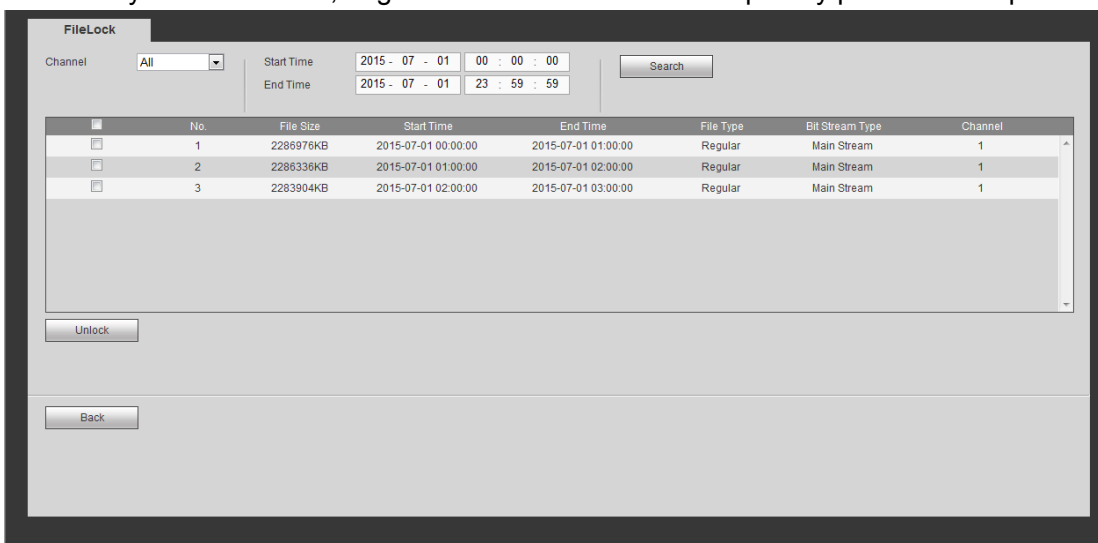 FileLock
Channel All Start Time 2015 - 07 - 01 00 : 00 : 00 Search
End Time 2015 - 07 - 01 23 : 59 : 59
No. File Size Start Time End Time File Type Bit Stream Type Channel
1 2286976KB 2015-07-01 00:00:00 2015-07-01 01:00:00 Regular Main Stream 1
2 2286336KB 2015-07-01 01:00:00 2015-07-01 02:00:00 Regular Main Stream 1
3 2283904KB 2015-07-01 02:00:00 2015-07-01 03:00:00 Regular Main Stream 1
Unlock
Back